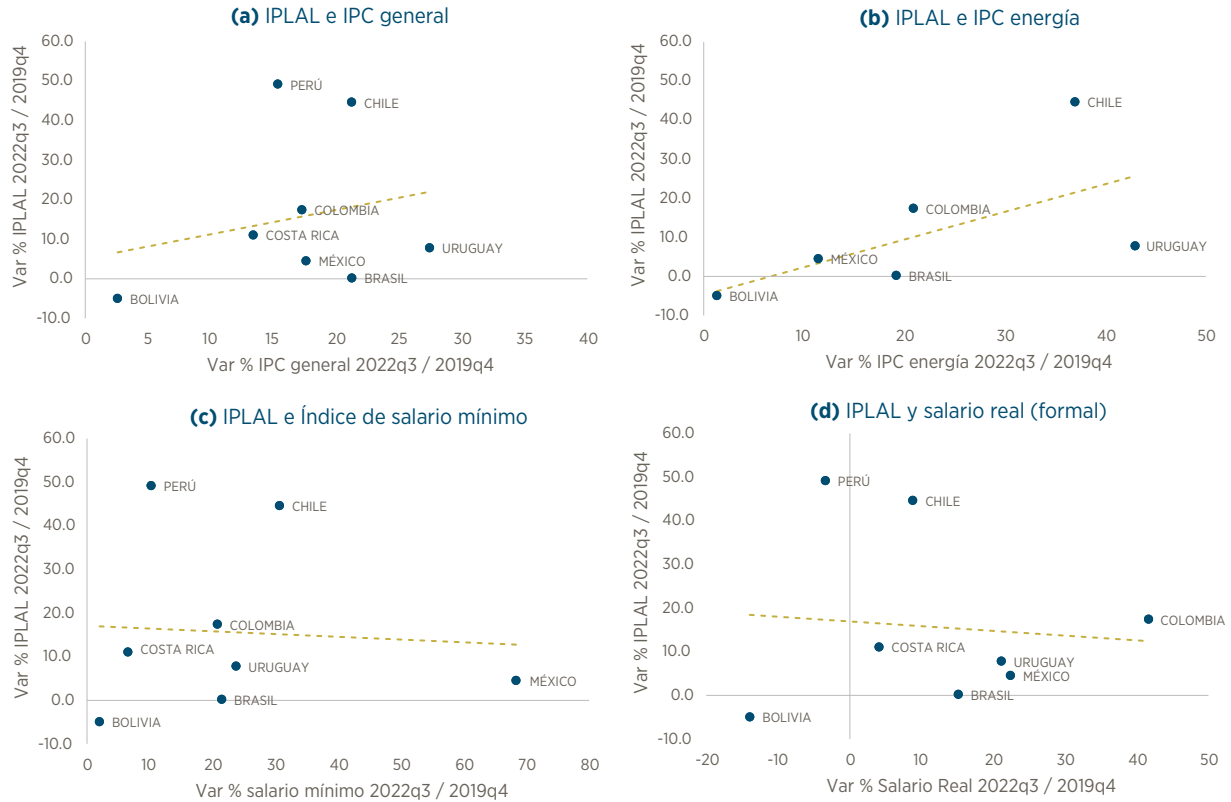 (a) IPLAL e IPC general
Var % IPLAL 2022q3 / 2019q4
60.0
50.0
40.0
30.0
20.0
10.0
0.0
-10.0
PERÚ
CHILE
COLOMBIA
COSTA RICA
URUGUAY
MÉXICO
BRASIL
BOLIVIA
0 5 10 15 20 25 30 35 40
Var % IPC general 2022q3 / 2019q4
(b) IPLAL e IPC energía
Var % IPLAL 2022q3 / 2019q4
60.0
50.0
40.0
30.0
20.0
10.0
0.0
-10.0
CHILE
COLOMBIA
URUGUAY
MÉXICO
BRASIL
BOLIVIA
0 10 20 30 40 50
Var % IPC energía 2022q3 / 2019q4
(c) IPLAL e Índice de salario mínimo
Var % IPLAL 2022q3 / 2019q4
60.0
50.0
40.0
30.0
20.0
10.0
0.0
-10.0
PERÚ
CHILE
COLOMBIA
COSTA RICA
URUGUAY
MÉXICO
BRASIL
BOLIVIA
0 10 20 30 40 50 60 70 80
Var % salario mínimo 2022q3 / 2019q4
(d) IPLAL y salario real (formal)
Var % IPLAL 2022q3 / 2019q4
60.0
50.0
40.0
30.0
20.0
10.0
0.0
-10.0
PERÚ
CHILE
COLOMBIA
COSTA RICA
URUGUAY
MÉXICO
BRASIL
BOLIVIA
-20 -10 0 10 20 30 40 50
Var % Salario Real 2022q3 / 2019q4